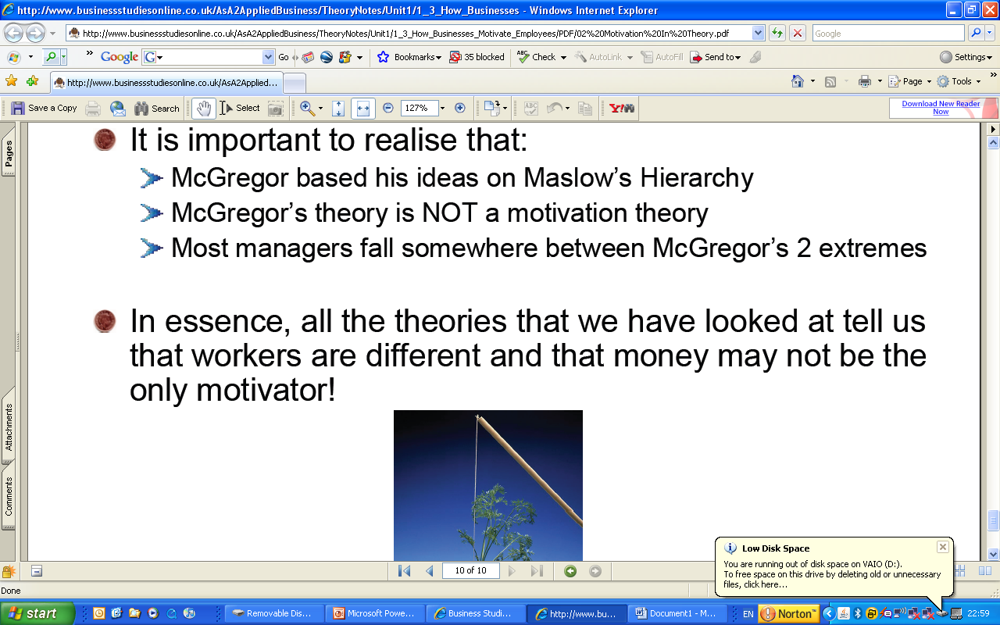 http://www.businessstudiesonline.co.uk/AsA2AppliedBusiness/TheoryNotes/Unit1/1_3_How_Businesses - Windows Internet Explorer
http://www.businessstudiesonline.co.uk/AsA2AppliedBusiness/TheoryNotes/Unit1/1_3_How_Businesses_Motivate_Employees/PDF/02%20Motivation%20In%20Theory.pdf
Google
Google
G
Go
Bookmarks
35 blocked
Check
AutoLink
AutoFill
Send to
Settings
http://www.businessstudiesonline.co.uk/AsA2Applied...
Page
Tools
Save a Copy
Search
Select
127%
Y!
Download New Reader
Now
Pages
It is important to realise that:
McGregor based his ideas on Maslow's Hierarchy
McGregor's theory is NOT a motivation theory
Most managers fall somewhere between McGregor's 2 extremes
In essence, all the theories that we have looked at tell us
that workers are different and that money may not be the
only motivator!
Attachments
Comments
Low Disk Space
You are running out of disk space on VAIO (D:).
To free space on this drive by deleting old or unnecessary
files, click here...
10 of 10
Done
start
Removable Dis...
Microsoft Powe...
Business Studi...
http://www.bu...
Document1 - M...
EN
Norton™
22:59